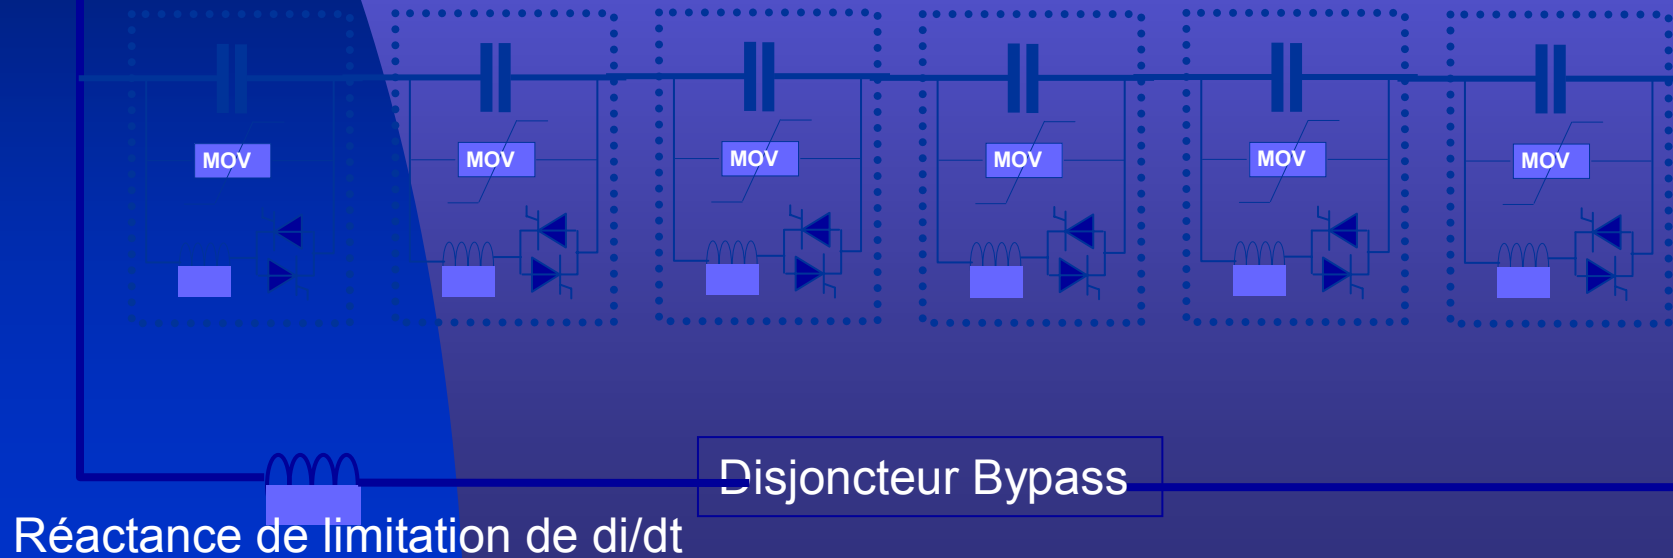 MOV MOV MOV MOV MOV MOV
Disjoncteur Bypass
Réactance de limitation de di/dt